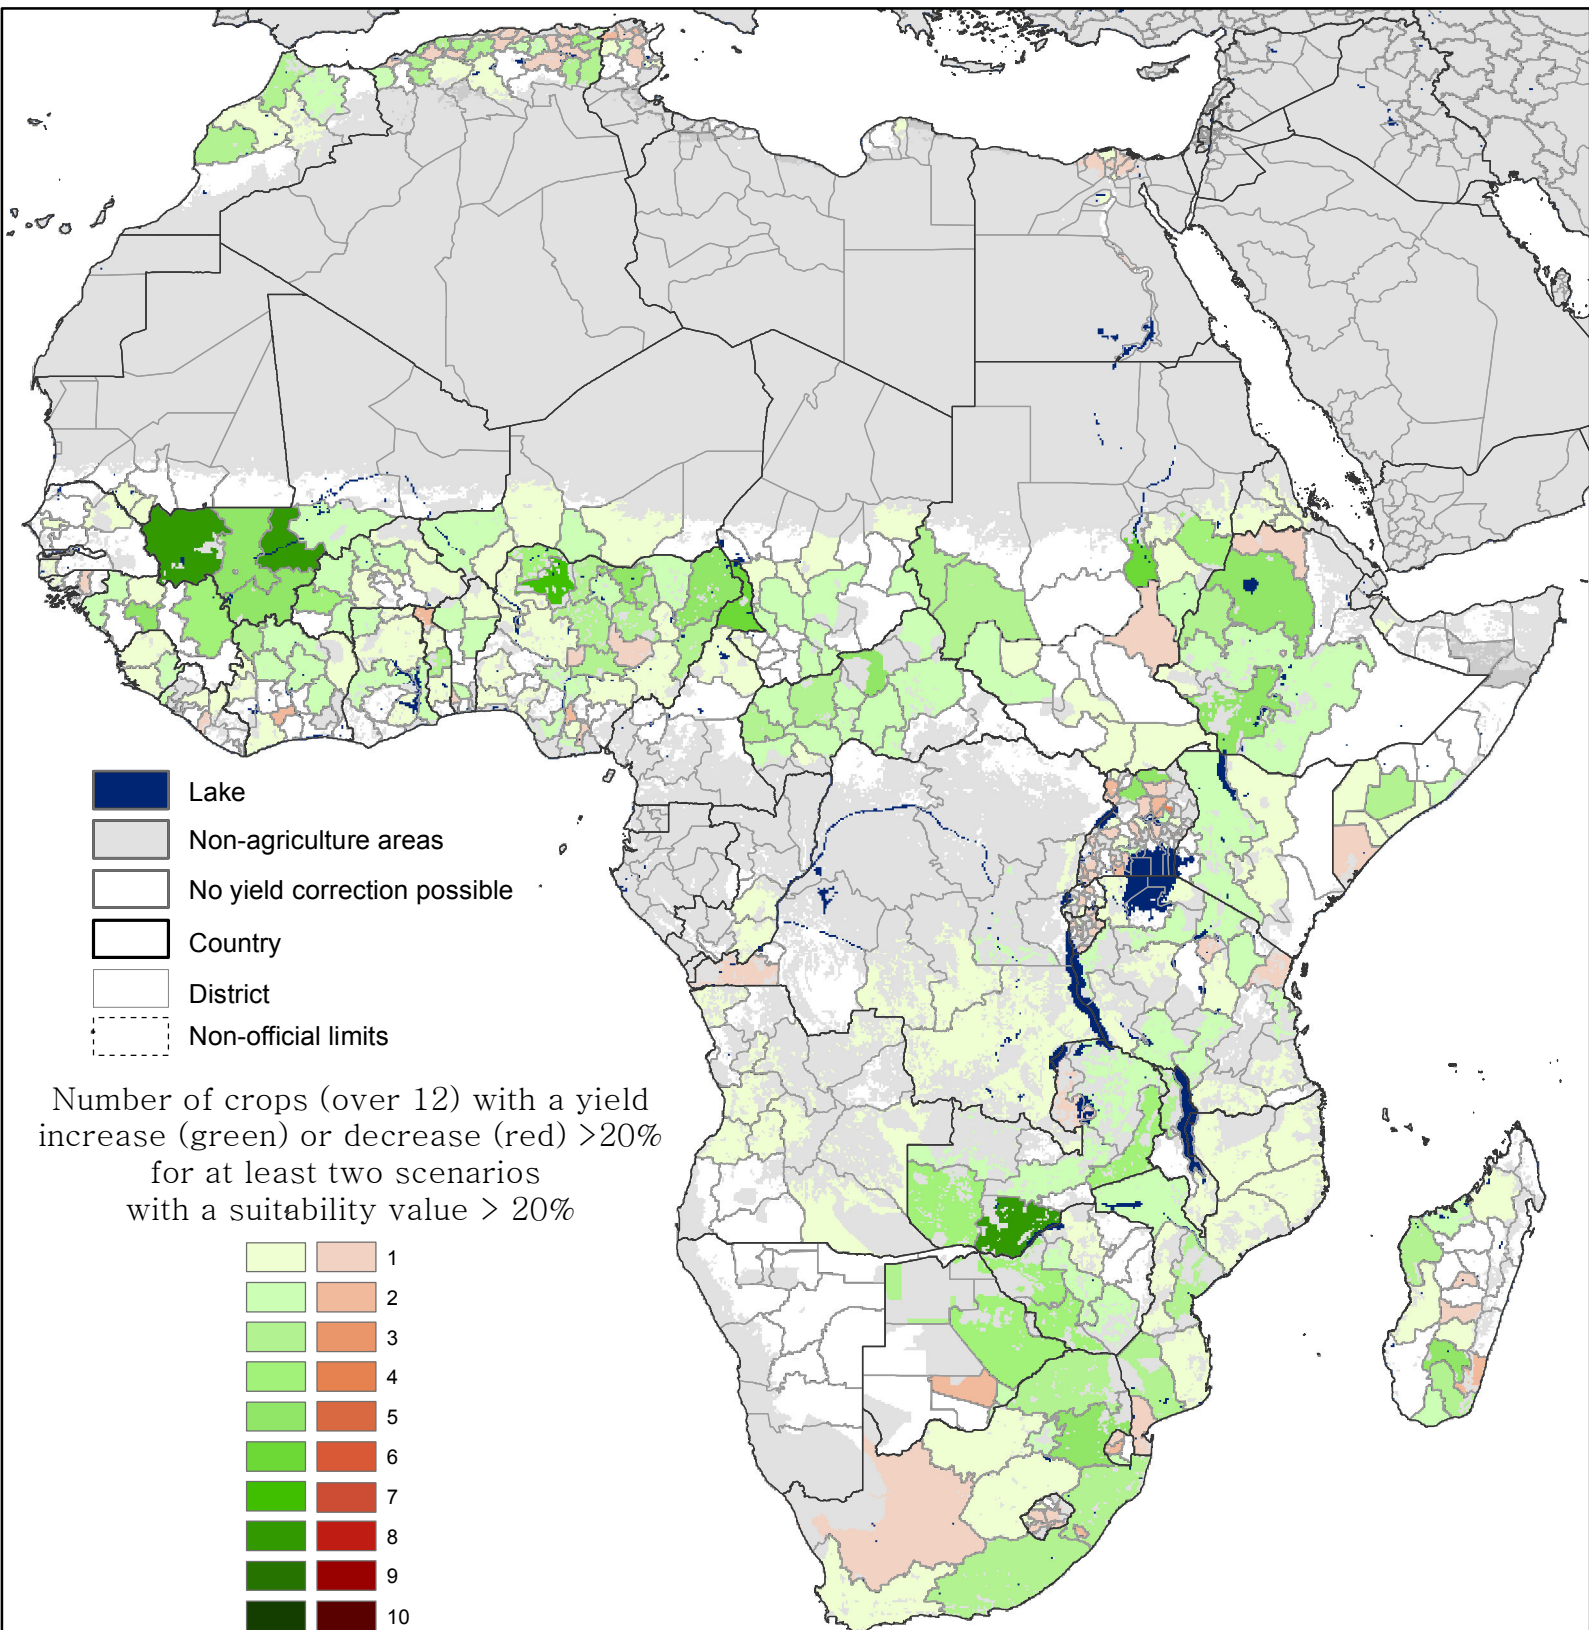 Lake
Non-agriculture areas
No yield correction possible
Country
District
Non-official limits
Number of crops (over 12) with a yield
increase (green) or decrease (red) >20%
for at least two scenarios
with a suitability value > 20%
1
2
3
4
5
6
7
8
9
10